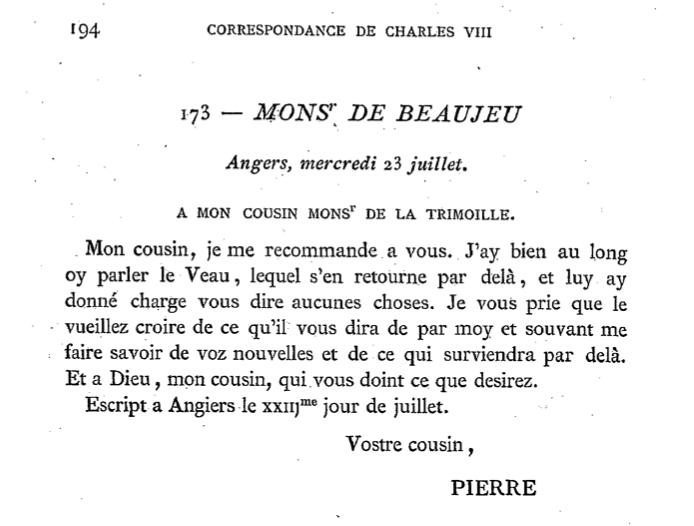 194 CORRESPONDANCE DE CHARLES VIII
173 — MONSʳ DE BEAUJEU
Angers, mercredi 23 juillet.
A MON COUSIN MONSʳ DE LA TRIMOILLE.
Mon cousin, je me recommande a vous. J'ay bien au long
oy parler le Veau, lequel s'en retourne par delà, et luy ay
donné charge vous dire aucunes choses. Je vous prie que le
vueillez croire de ce qu'il vous dira de par moy et souvant me
faire savoir de voz nouvelles et de ce qui surviendra par delà.
Et a Dieu, mon cousin, qui vous doint ce que desirez.
Escript a Angiers le XXIIJᵐᵉ jour de juillet.
Vostre cousin,
PIERRE